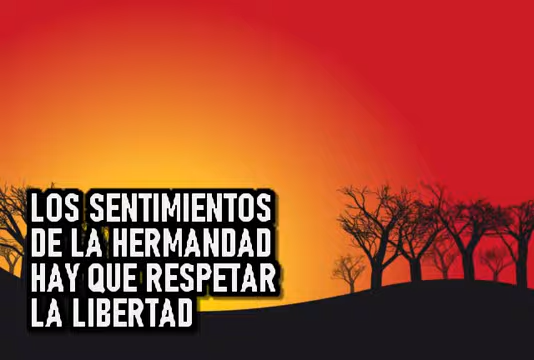 LOS SENTIMIENTOS
DE LA HERMANDAD
HAY QUE RESPETAR
LA LIBERTAD